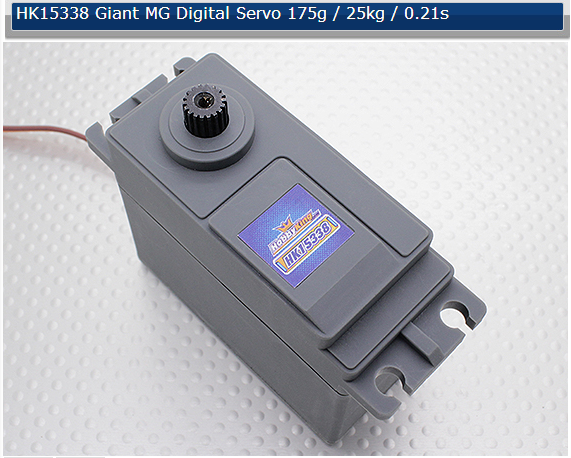 HK15338 Giant MG Digital Servo 175g / 25kg / 0.21s
HobbyKing
HK15338